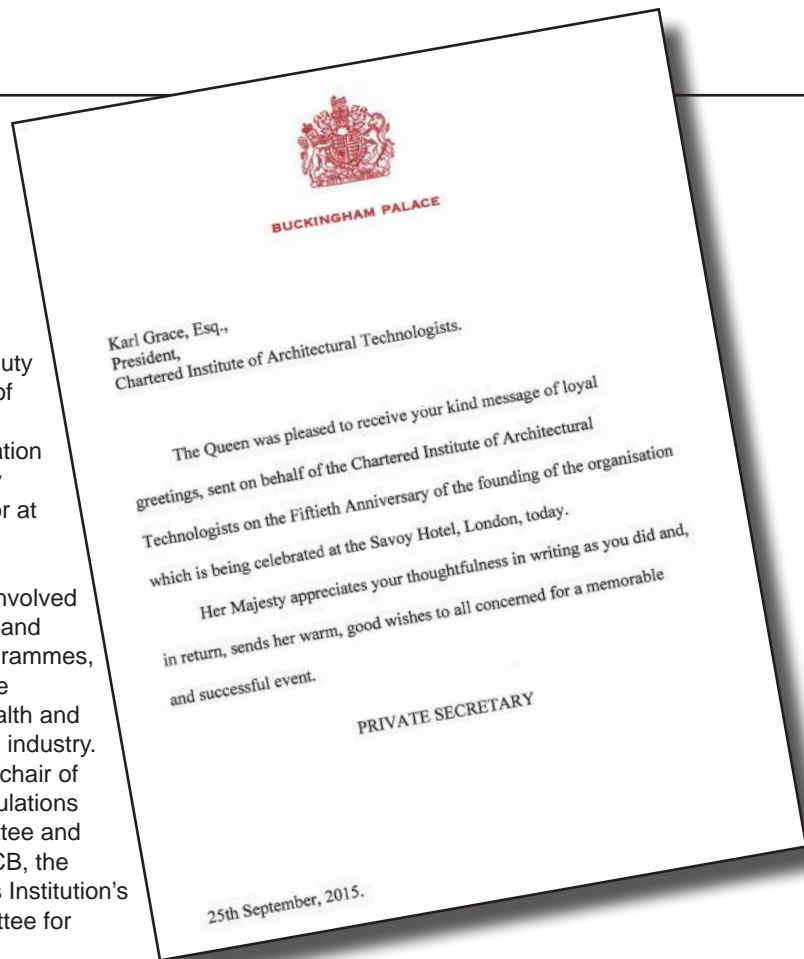 uty
of
ation
r at
nvolved
and
rammes,
e
alth and
industry.
chair of
ulations
ttee and
CB, the
s Institution's
ttee for
BUCKINGHAM PALACE
Karl Grace, Esq.,
President,
Chartered Institute of Architectural Technologists.
The Queen was pleased to receive your kind message of loyal
greetings, sent on behalf of the Chartered Institute of Architectural
Technologists on the Fiftieth Anniversary of the founding of the organisation
which is being celebrated at the Savoy Hotel, London, today.
Her Majesty appreciates your thoughtfulness in writing as you did and,
in return, sends her warm, good wishes to all concerned for a memorable
and successful event.
PRIVATE SECRETARY
25th September, 2015.